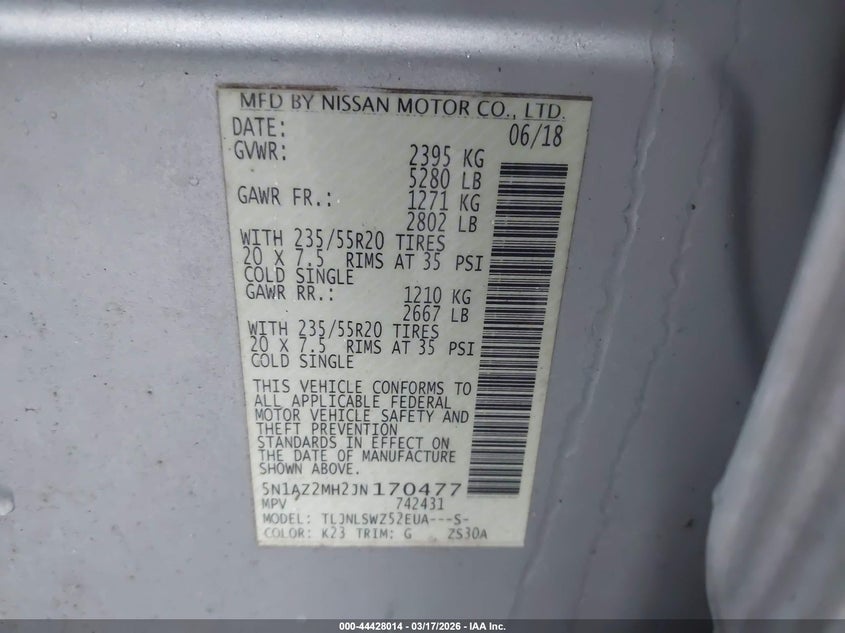 MFD BY NISSAN MOTOR CO., LTD.
DATE: 06/18
GVWR: 2395 KG
5280 LB
GAWR FR.: 1271 KG
2802 LB
WITH 235/55R20 TIRES
20 X 7.5 RIMS AT 35 PSI
COLD SINGLE
GAWR RR.: 1210 KG
2667 LB
WITH 235/55R20 TIRES
20 X 7.5 RIMS AT 35 PSI
COLD SINGLE
THIS VEHICLE CONFORMS TO
ALL APPLICABLE FEDERAL
MOTOR VEHICLE SAFETY AND
THEFT PREVENTION
STANDARDS IN EFFECT ON
THE DATE OF MANUFACTURE
SHOWN ABOVE.
5N1AZ2MH2JN170477
MPV 742431
MODEL: TLJNLSWZ52EUA---S-
COLOR: K23 TRIM: G ZS30A
000-44428014 — 03/17/2026 — IAA Inc.